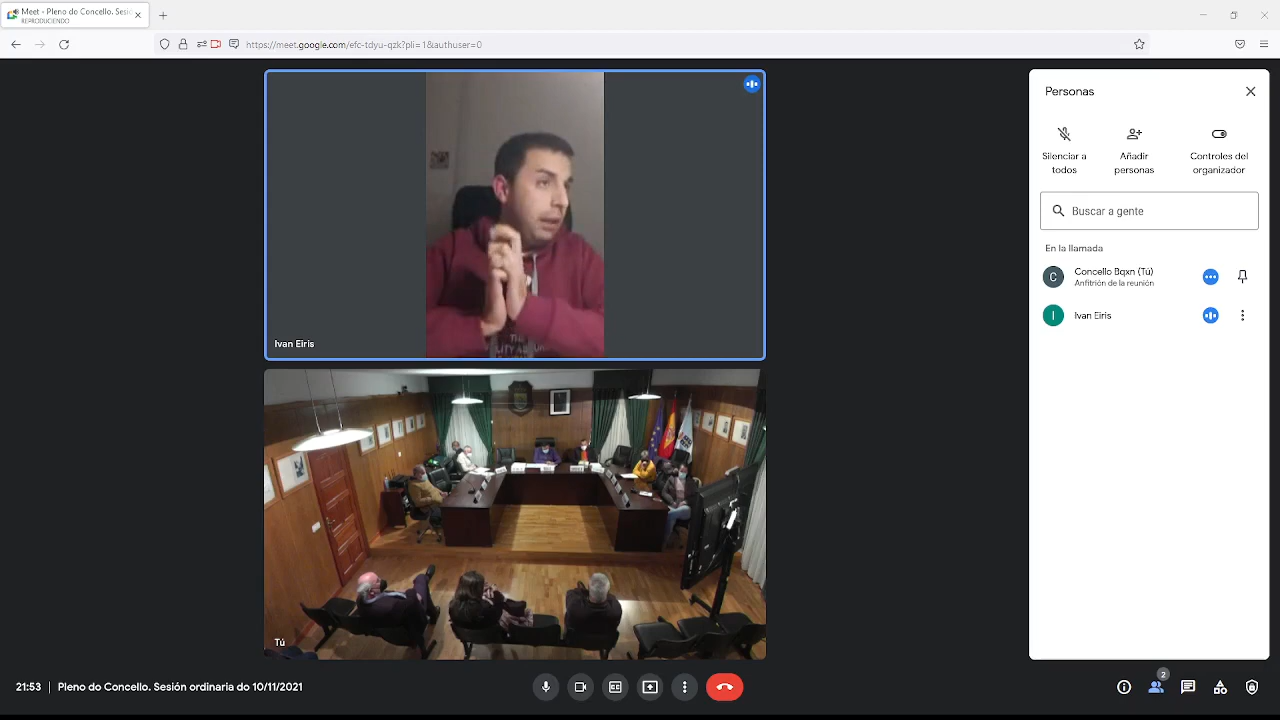 Meet - Pleno do Concello. Sesi
REPRODUCIENDO
https://meet.google.com/efc-tdyu-qzk?pli=1&authuser=0
Ivan Eiris
Tú
Personas
Silenciar a
todos
Añadir
personas
Controles del
organizador
Buscar a gente
En la llamada
C
Concello Bqxn (Tú)
Anfitrión de la reunión
I
Ivan Eiris
21:53 | Pleno do Concello. Sesión ordinaria do 10/11/2021
2